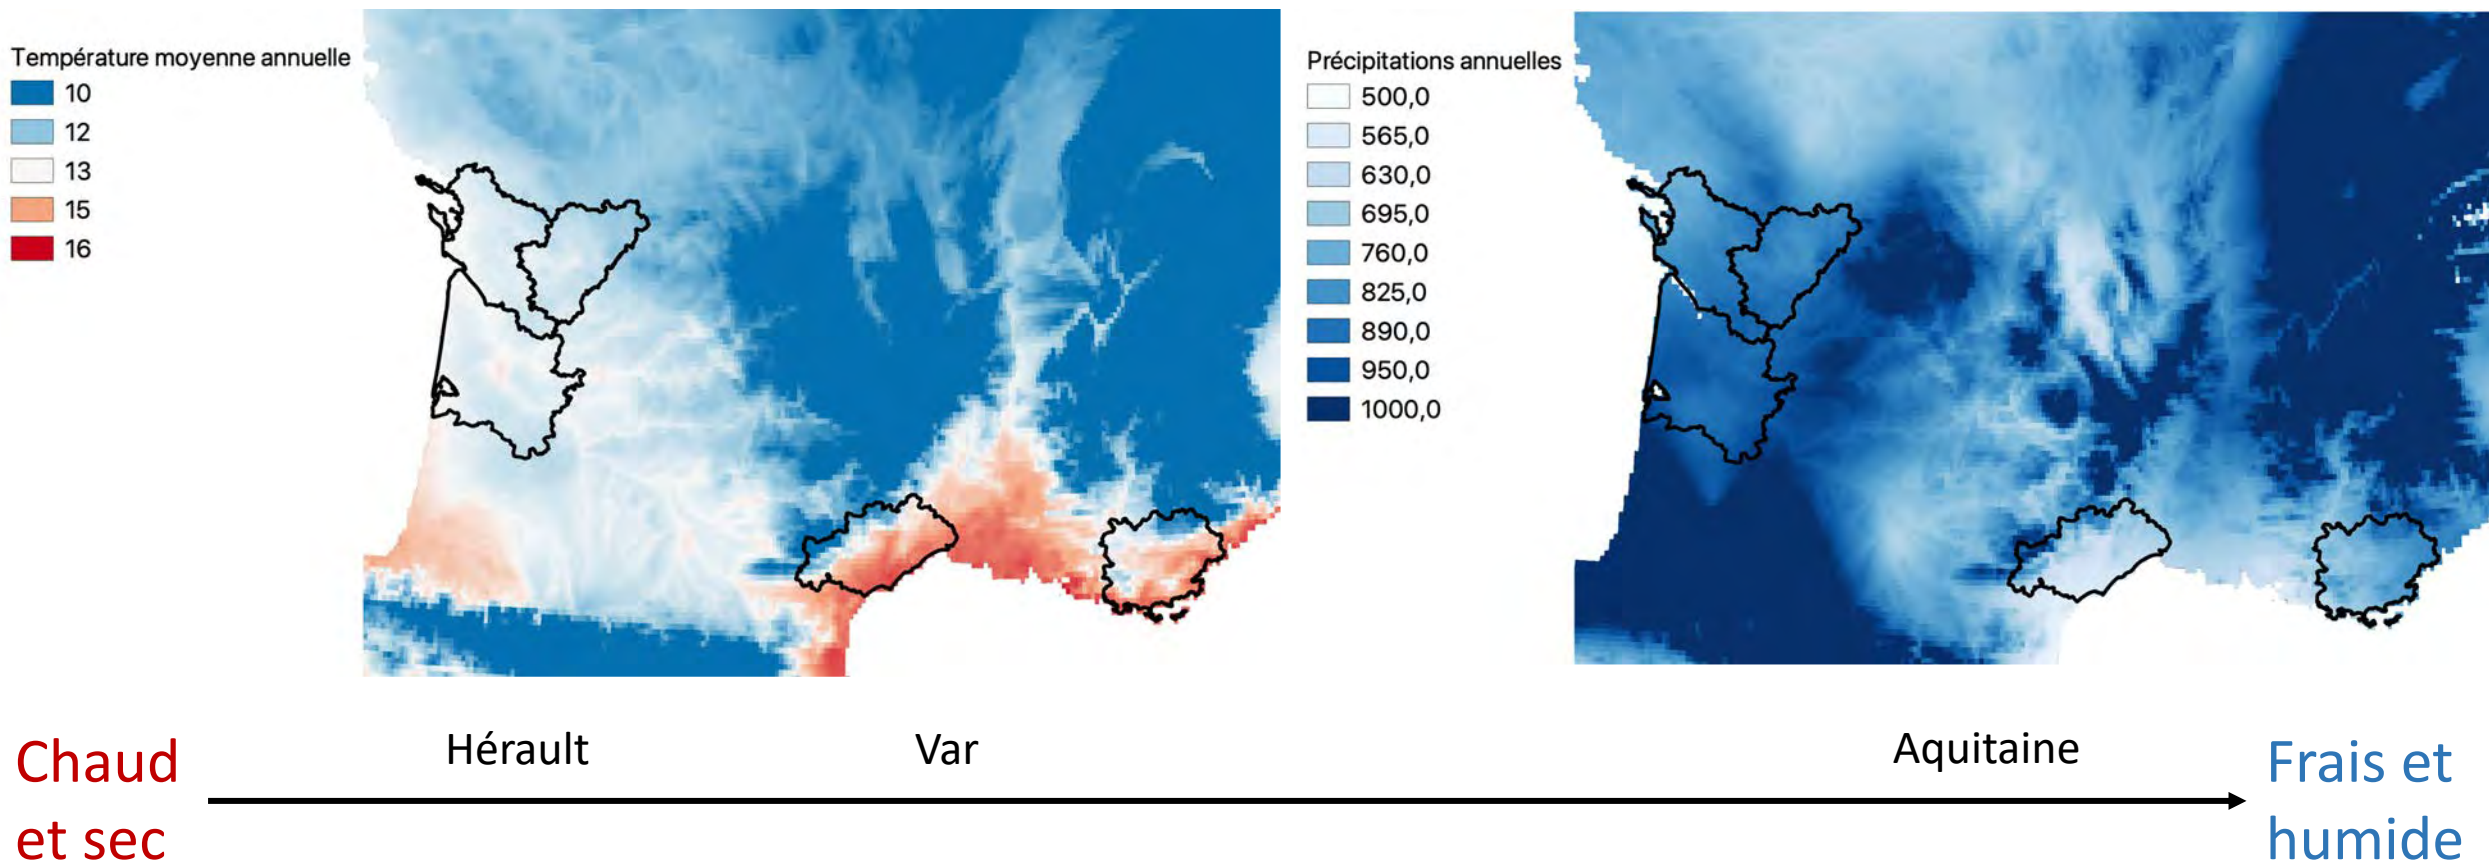 Température moyenne annuelle
10
12
13
15
16
Précipitations annuelles
500,0
565,0
630,0
695,0
760,0
825,0
890,0
950,0
1000,0
Chaud
et sec
Hérault
Var
Aquitaine
Frais et
humide